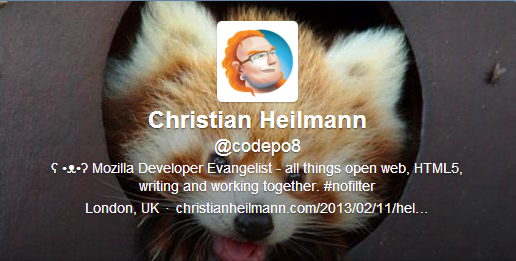 Christian Heilmann
@codepo8
ʕ •ᴥ•ʔ Mozilla Developer Evangelist - all things open web, HTML5,
writing and working together. #nofilter
London, UK · christianheilmann.com/2013/02/11/hel...